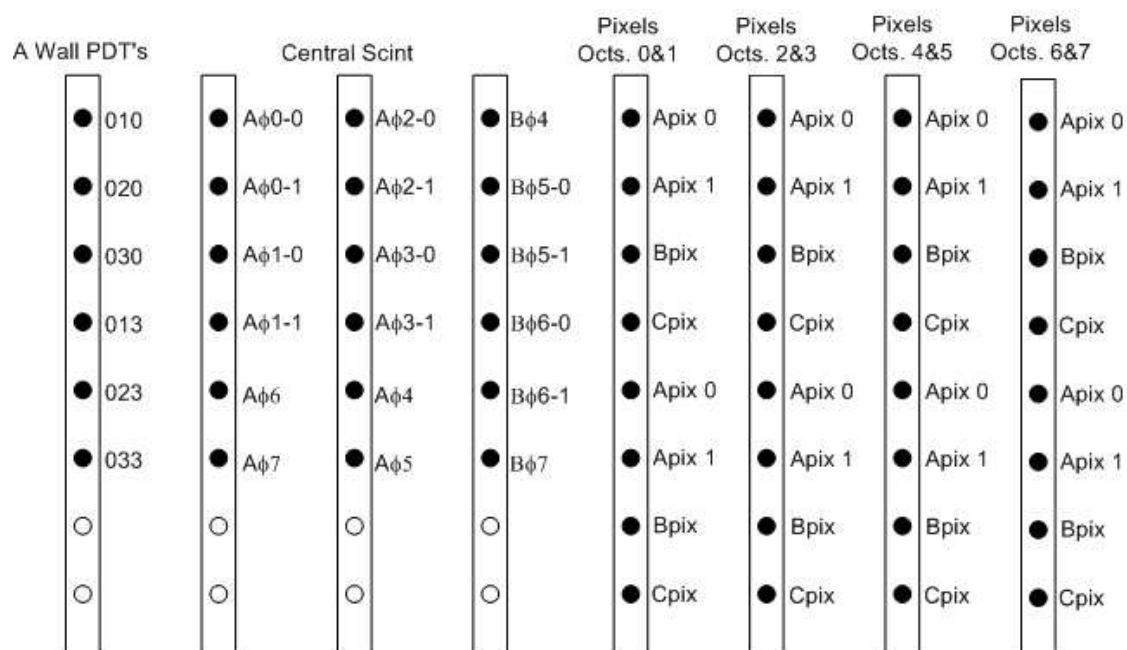 Pixels Pixels Pixels Pixels
A Wall PDT's Central Scint Octs. 0&1 Octs. 2&3 Octs. 4&5 Octs. 6&7
010 Aϕ0-0 Aϕ2-0 Bϕ4 Apix 0 Apix 0 Apix 0 Apix 0
020 Aϕ0-1 Aϕ2-1 Bϕ5-0 Apix 1 Apix 1 Apix 1 Apix 1
030 Aϕ1-0 Aϕ3-0 Bϕ5-1 Bpix Bpix Bpix Bpix
013 Aϕ1-1 Aϕ3-1 Bϕ6-0 Cpix Cpix Cpix Cpix
023 Aϕ6 Aϕ4 Bϕ6-1 Apix 0 Apix 0 Apix 0 Apix 0
033 Aϕ7 Aϕ5 Bϕ7 Apix 1 Apix 1 Apix 1 Apix 1
Bpix Bpix Bpix Bpix
Cpix Cpix Cpix Cpix